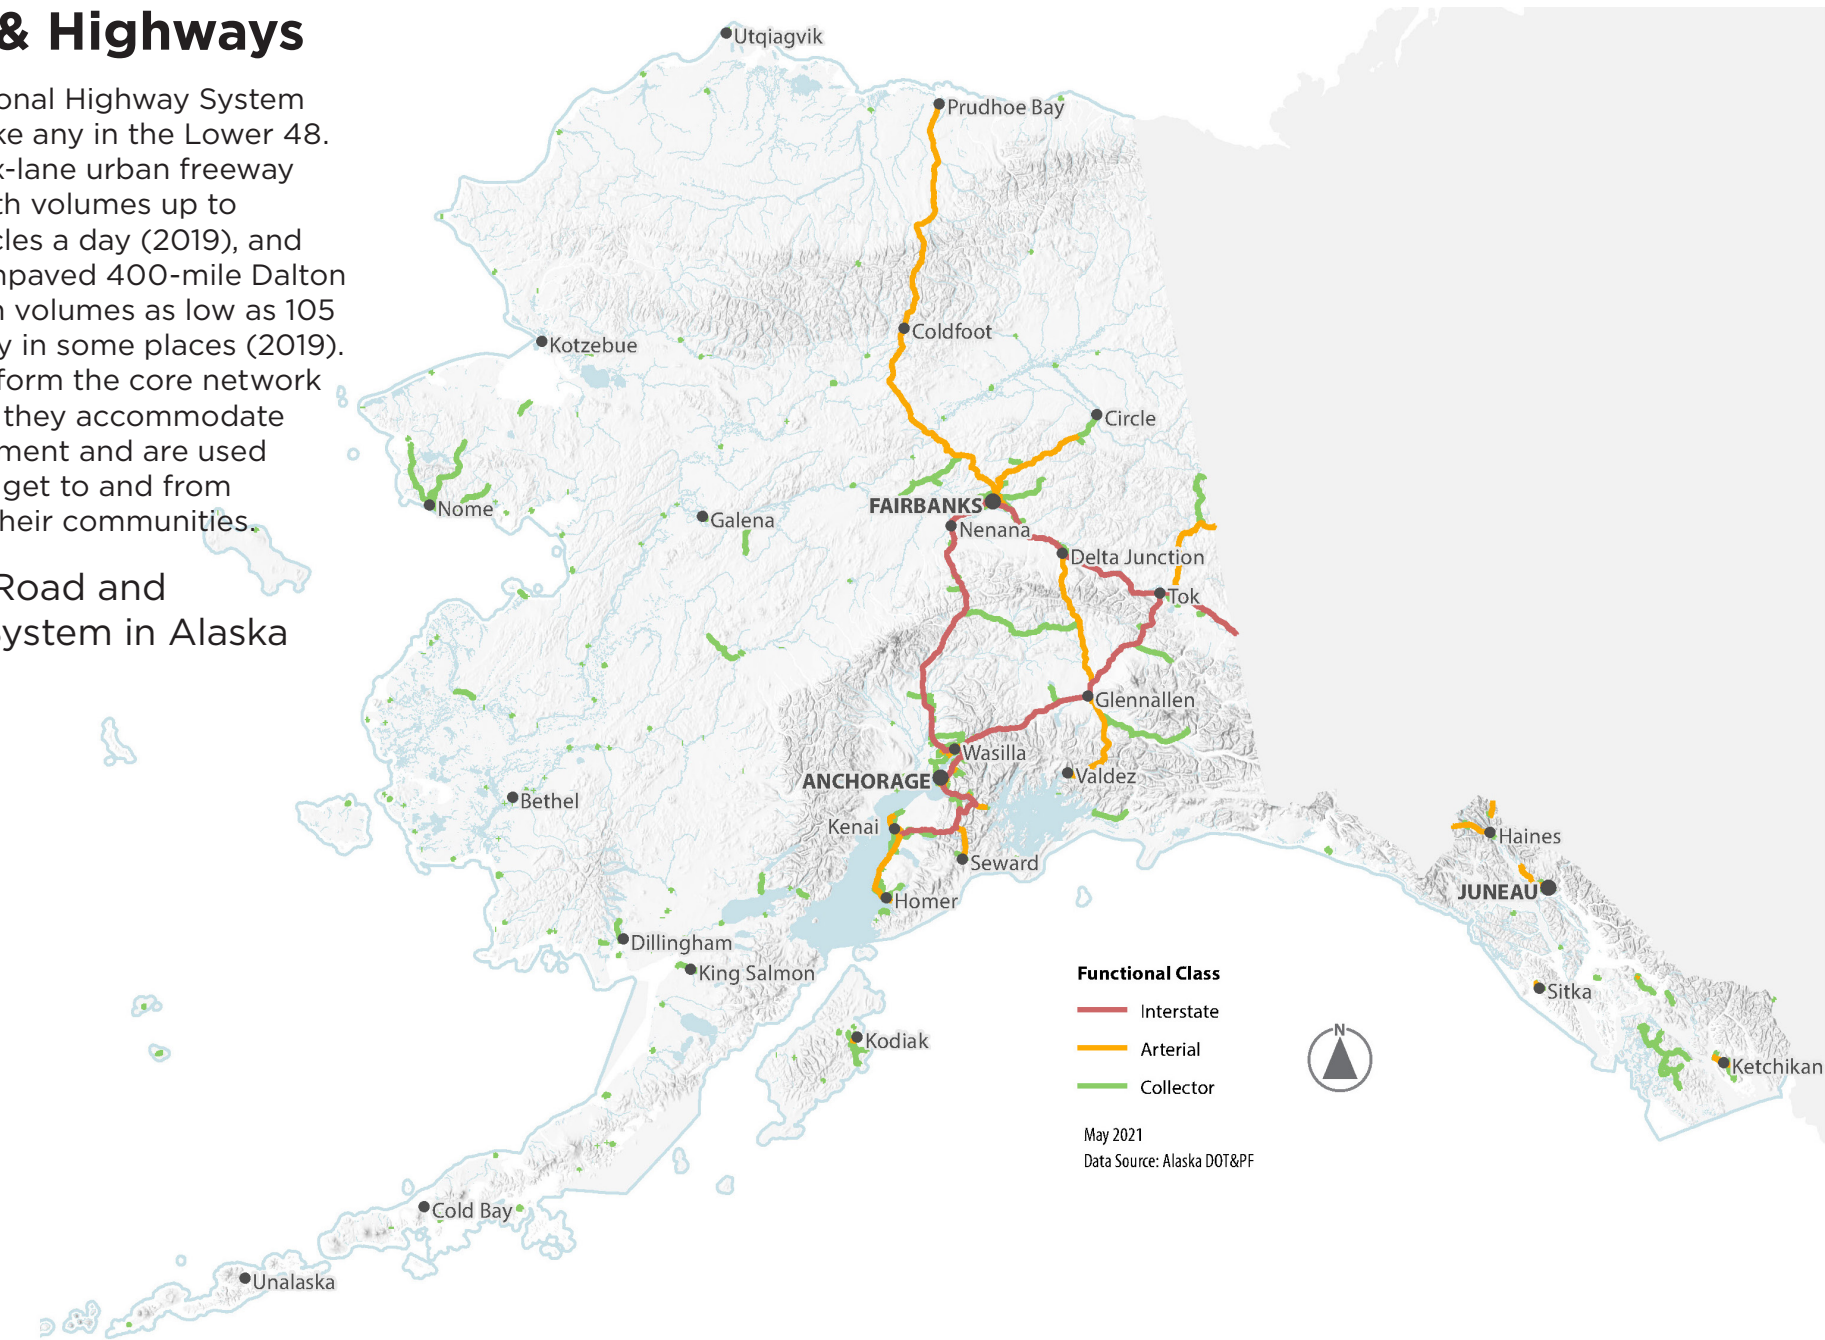 & Highways
onal Highway System
ke any in the Lower 48.
x-lane urban freeway
th volumes up to
cles a day (2019), and
npaved 400-mile Dalton
n volumes as low as 105
y in some places (2019).
form the core network
they accommodate
ment and are used
get to and from
heir communities.
Road and
ystem in Alaska
Utqiagvik
Prudhoe Bay
Coldfoot
Kotzebue
Circle
FAIRBANKS
Nome
Galena
Nenana
Delta Junction
Tok
Glennallen
Wasilla
ANCHORAGE
Valdez
Bethel
Kenai
Seward
Homer
Haines
JUNEAU
Dillingham
King Salmon
Sitka
Kodiak
Ketchikan
Cold Bay
Unalaska
Functional Class
Interstate
Arterial
Collector
N
May 2021
Data Source: Alaska DOT&PF